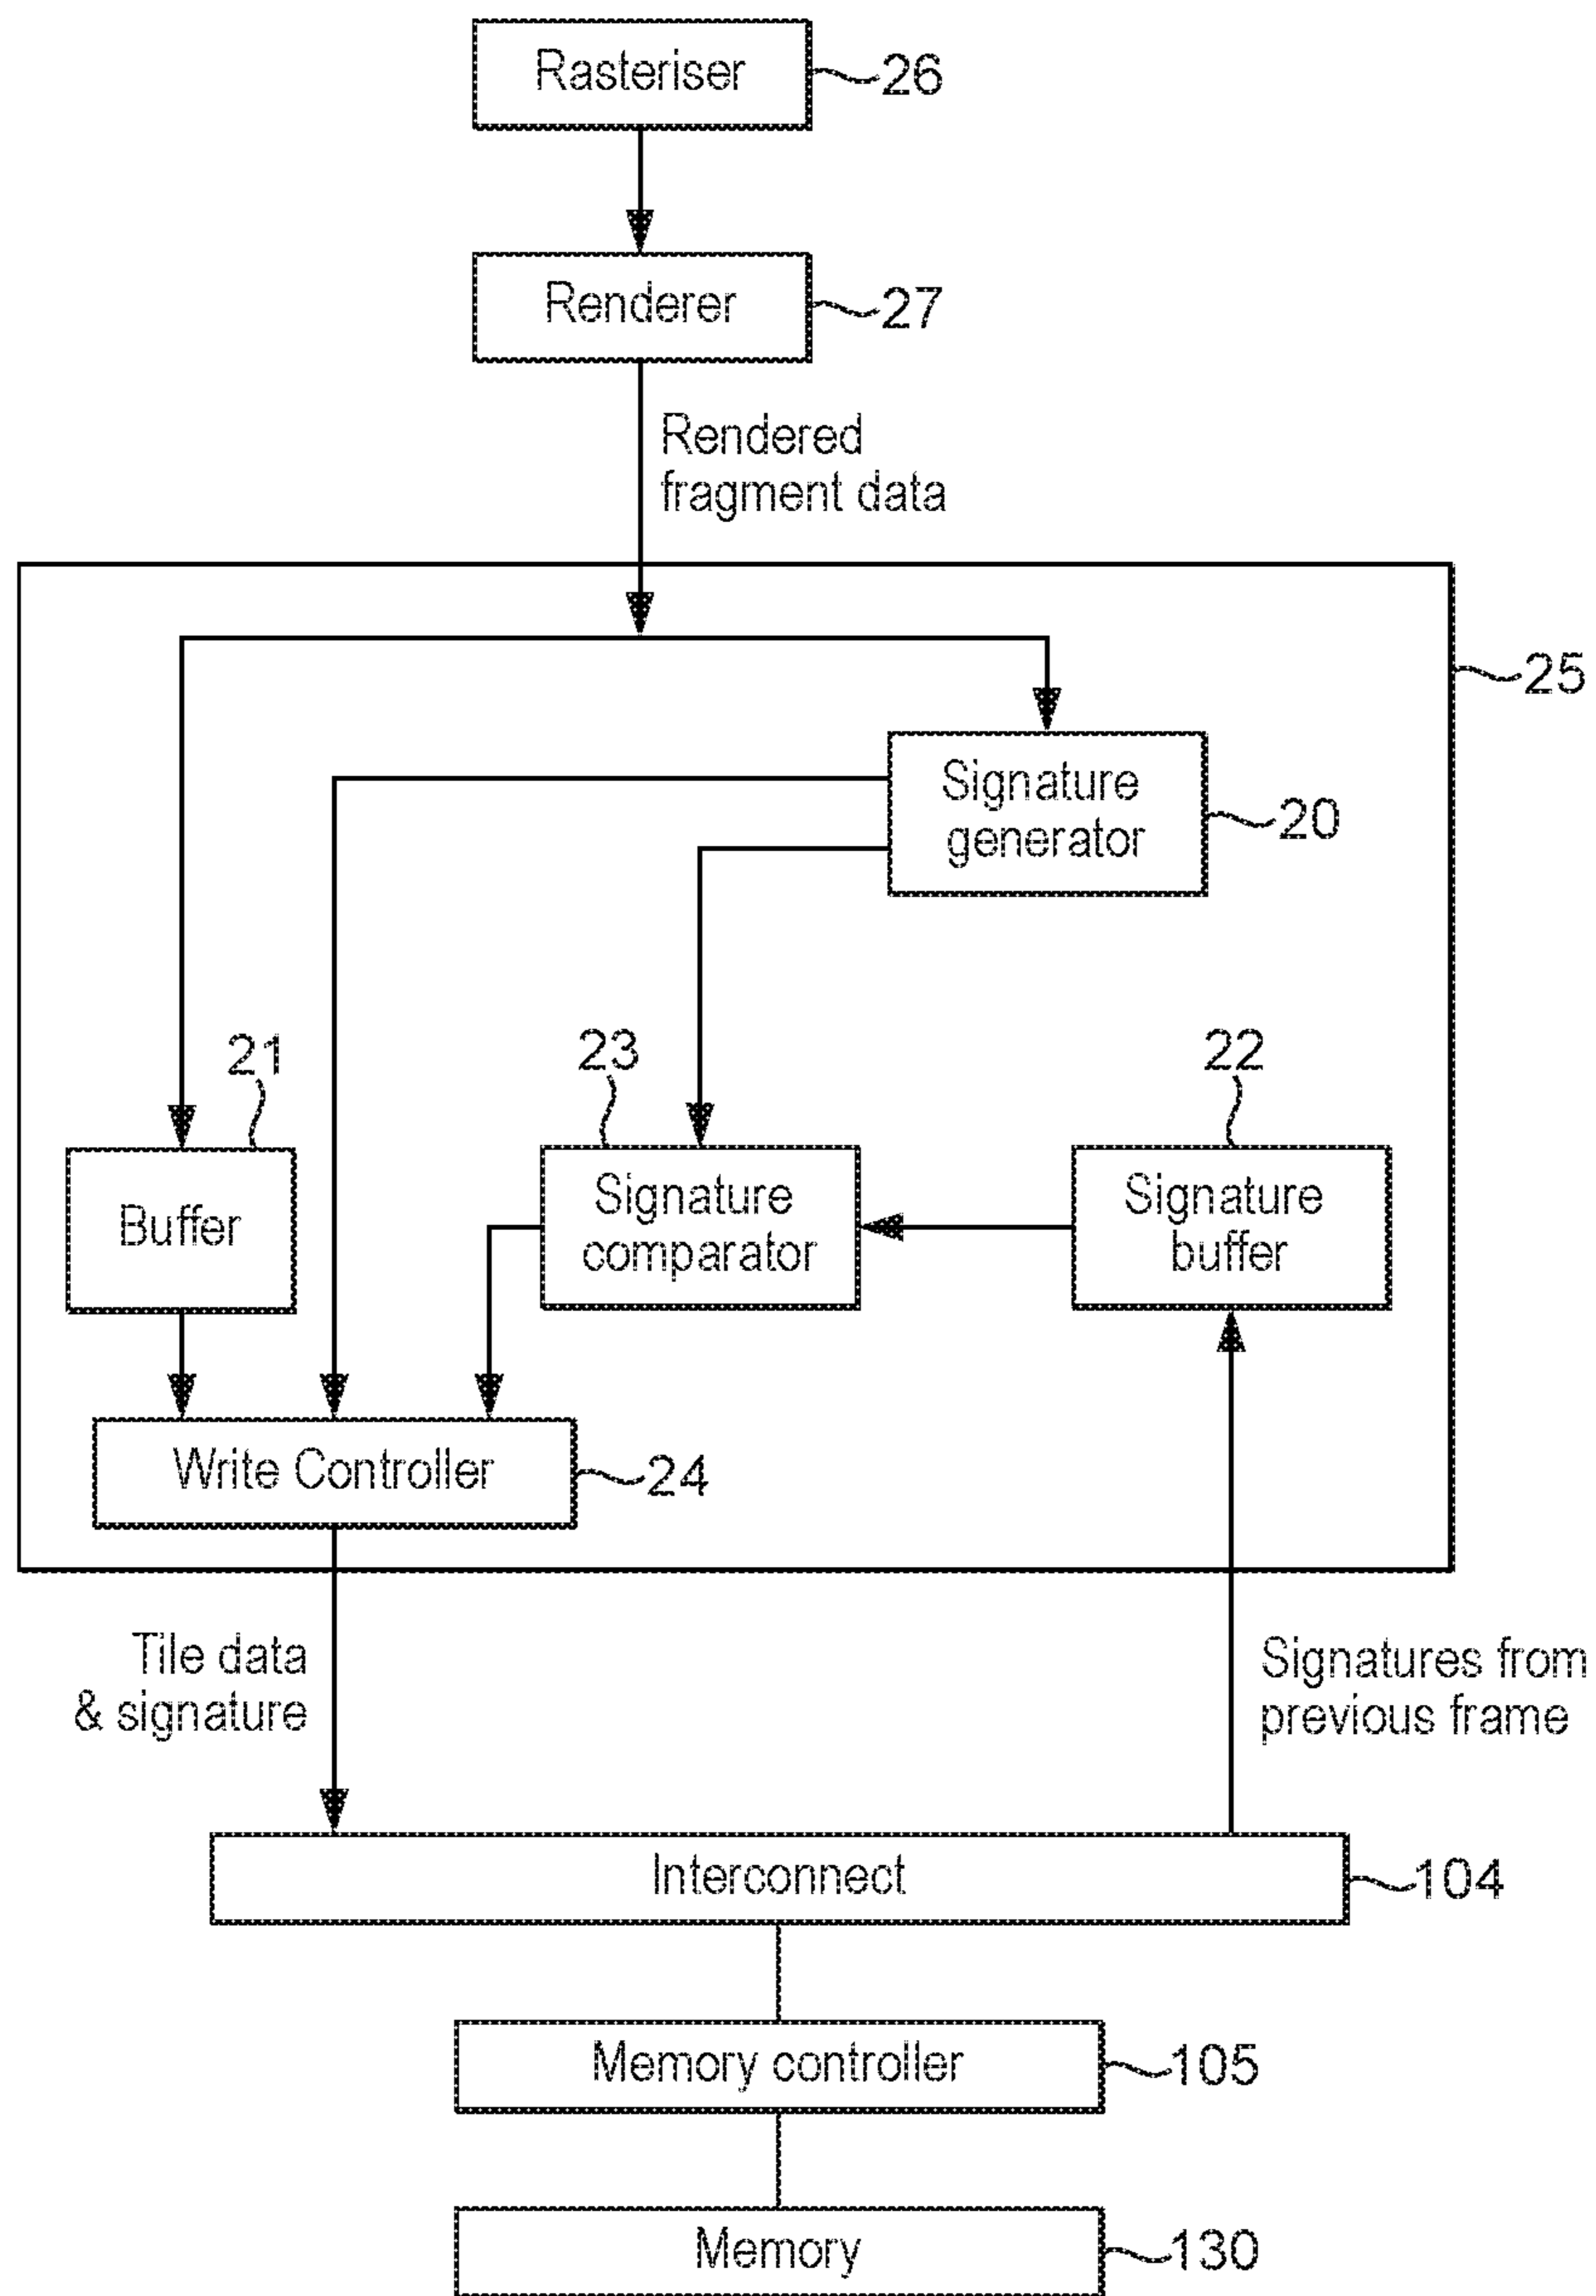 Rasteriser
26
Renderer
27
Rendered
fragment data
25
Signature
generator
20
21
23
22
Buffer
Signature
comparator
Signature
buffer
Write Controller
24
Tile data
& signature
Signatures from
previous frame
Interconnect
104
Memory controller
105
Memory
130